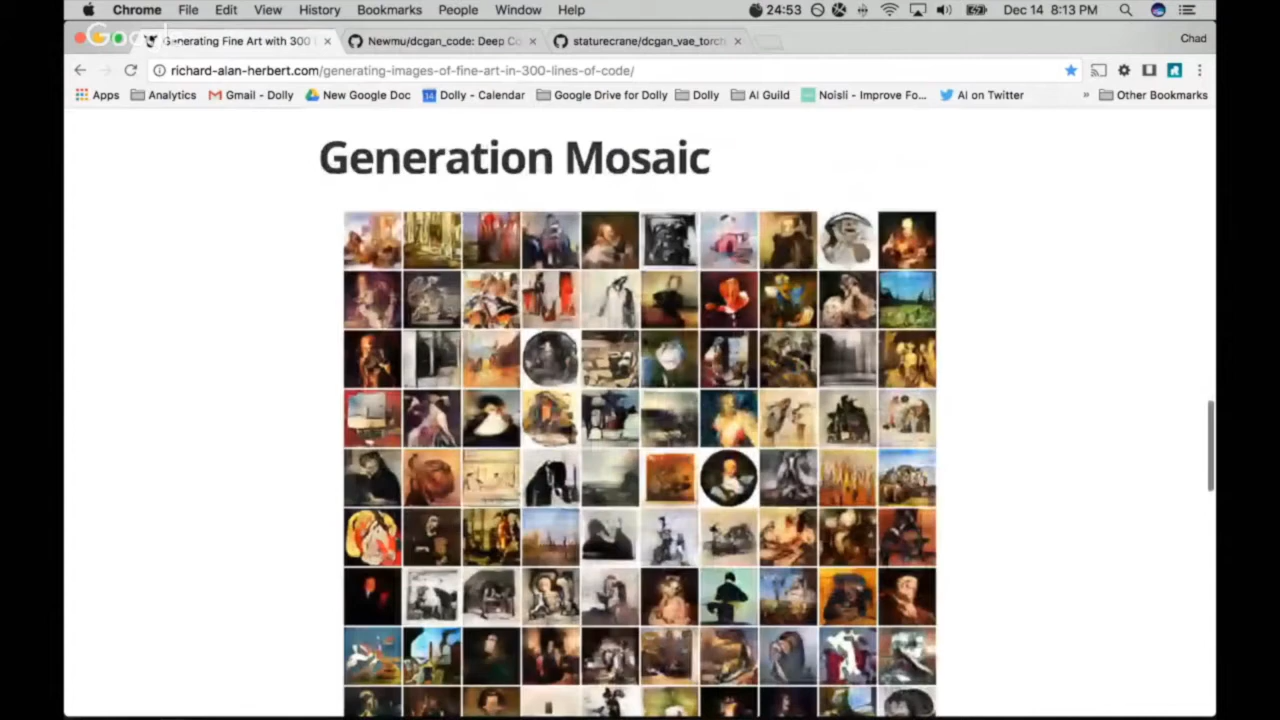 Chrome File Edit View History Bookmarks People Window Help 24:53 Dec 14 8:13 PM
Google
Generating Fine Art with 300 Newmu/dcgan_code: Deep Co staturecrane/dcgan_vae_torch Chad
richard-alan-herbert.com/generating-images-of-fine-art-in-300-lines-of-code/
Apps Analytics Gmail - Dolly New Google Doc 14 Dolly - Calendar Google Drive for Dolly Dolly AI Guild Noisli - Improve Fo... AI on Twitter » Other Bookmarks
Generation Mosaic